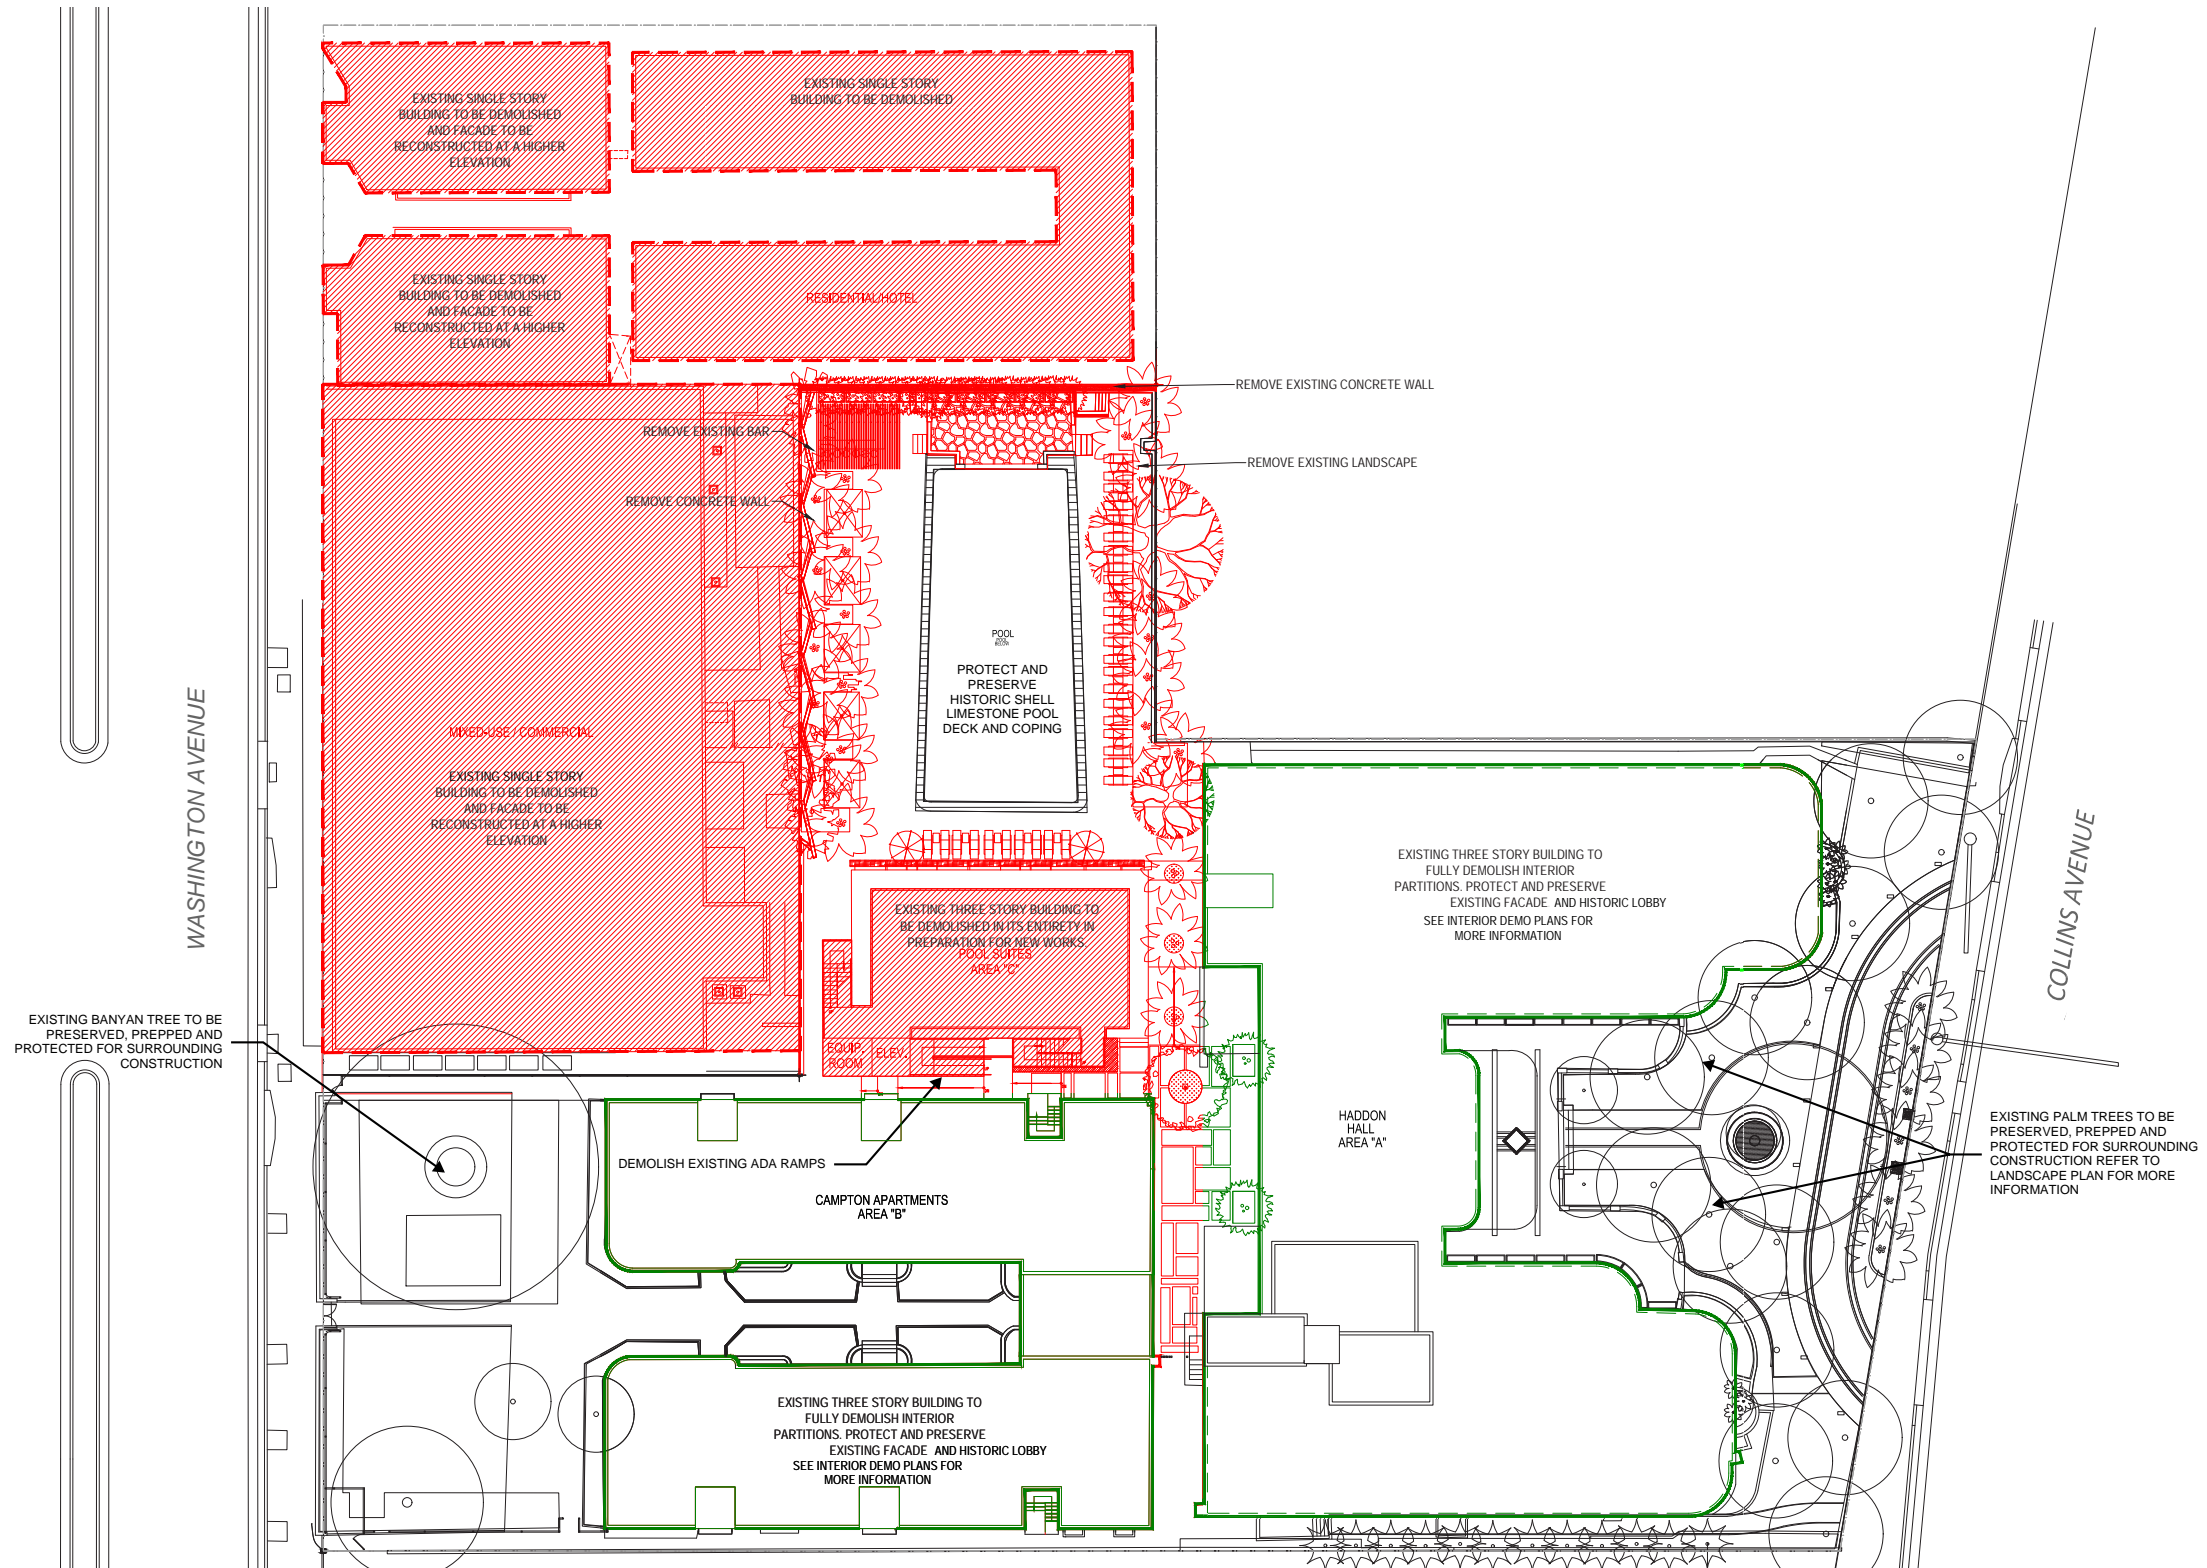 EXISTING SINGLE STORY
BUILDING TO BE DEMOLISHED
AND FACADE TO BE
RECONSTRUCTED AT A HIGHER
ELEVATION
EXISTING SINGLE STORY
BUILDING TO BE DEMOLISHED
EXISTING SINGLE STORY
BUILDING TO BE DEMOLISHED
AND FACADE TO BE
RECONSTRUCTED AT A HIGHER
ELEVATION
RESIDENTIAL/HOTEL
REMOVE EXISTING CONCRETE WALL
REMOVE EXISTING BAR
REMOVE EXISTING LANDSCAPE
REMOVE CONCRETE WALL
POOL
PROTECT AND
PRESERVE
HISTORIC SHELL
LIMESTONE POOL
DECK AND COPING
WASHINGTON AVENUE
MIXED-USE / COMMERCIAL
EXISTING SINGLE STORY
BUILDING TO BE DEMOLISHED
AND FACADE TO BE
RECONSTRUCTED AT A HIGHER
ELEVATION
COLLINS AVENUE
EXISTING THREE STORY BUILDING TO
FULLY DEMOLISH INTERIOR
PARTITIONS. PROTECT AND PRESERVE
EXISTING FACADE AND HISTORIC LOBBY
SEE INTERIOR DEMO PLANS FOR
MORE INFORMATION
EXISTING THREE STORY BUILDING TO
BE DEMOLISHED IN ITS ENTIRETY IN
PREPARATION FOR NEW WORKS.
POOL SUITES
AREA "C"
EXISTING BANYAN TREE TO BE
PRESERVED, PREPPED AND
PROTECTED FOR SURROUNDING
CONSTRUCTION
EQUIP.
ROOM
ELEV.
HADDON
HALL
AREA "A"
EXISTING PALM TREES TO BE
PRESERVED, PREPPED AND
PROTECTED FOR SURROUNDING
CONSTRUCTION REFER TO
LANDSCAPE PLAN FOR MORE
INFORMATION
DEMOLISH EXISTING ADA RAMPS
CAMPTON APARTMENTS
AREA "B"
EXISTING THREE STORY BUILDING TO
FULLY DEMOLISH INTERIOR
PARTITIONS. PROTECT AND PRESERVE
EXISTING FACADE AND HISTORIC LOBBY
SEE INTERIOR DEMO PLANS FOR
MORE INFORMATION